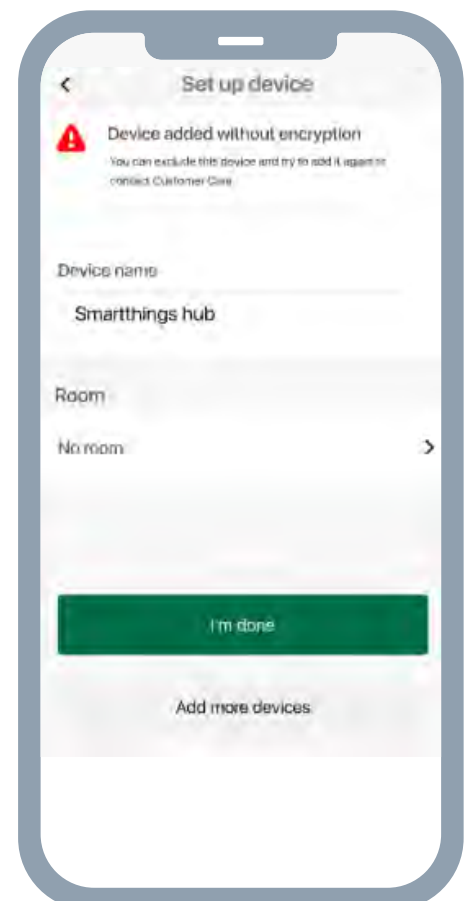 Set up device
Device added without encryption
You can exclude this device and try to add it again or
contact Customer Care
Device name
Smartthings hub
Room
No room
I'm done
Add more devices